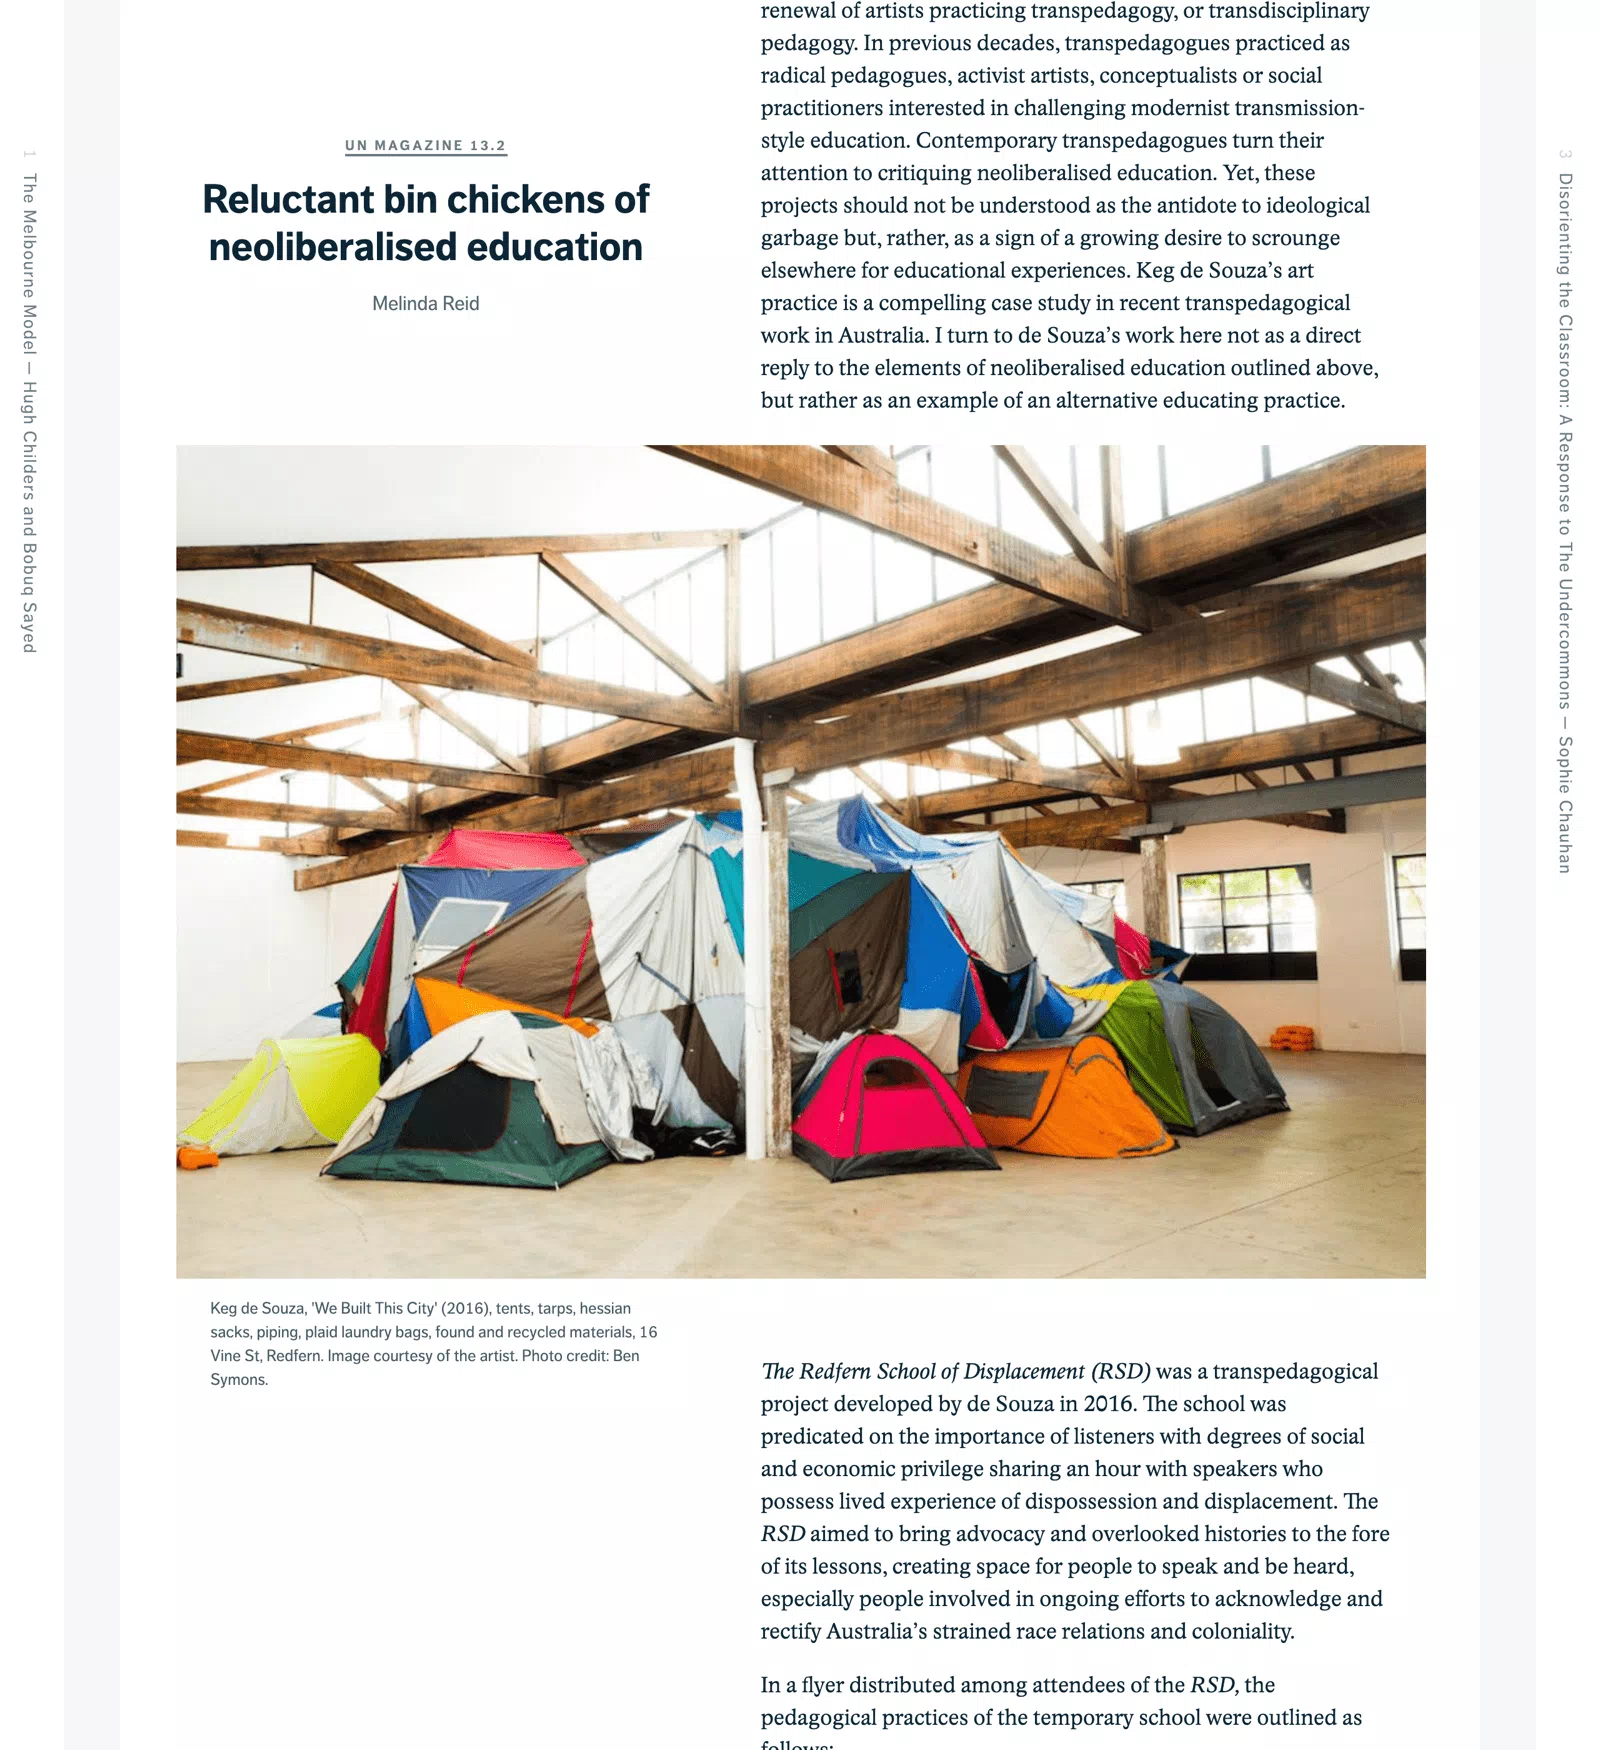 1 The Melbourne Model — Hugh Childers and Bobuq Sayed
UN MAGAZINE 13.2
Reluctant bin chickens of
neoliberalised education
Melinda Reid
renewal of artists practicing transpedagogy, or transdisciplinary
pedagogy. In previous decades, transpedagogues practiced as
radical pedagogues, activist artists, conceptualists or social
practitioners interested in challenging modernist transmission-
style education. Contemporary transpedagogues turn their
attention to critiquing neoliberalised education. Yet, these
projects should not be understood as the antidote to ideological
garbage but, rather, as a sign of a growing desire to scrounge
elsewhere for educational experiences. Keg de Souza’s art
practice is a compelling case study in recent transpedagogical
work in Australia. I turn to de Souza’s work here not as a direct
reply to the elements of neoliberalised education outlined above,
but rather as an example of an alternative educating practice.
Keg de Souza, 'We Built This City' (2016), tents, tarps, hessian
sacks, piping, plaid laundry bags, found and recycled materials, 16
Vine St, Redfern. Image courtesy of the artist. Photo credit: Ben
Symons.
The Redfern School of Displacement (RSD) was a transpedagogical
project developed by de Souza in 2016. The school was
predicated on the importance of listeners with degrees of social
and economic privilege sharing an hour with speakers who
possess lived experience of dispossession and displacement. The
RSD aimed to bring advocacy and overlooked histories to the fore
of its lessons, creating space for people to speak and be heard,
especially people involved in ongoing efforts to acknowledge and
rectify Australia’s strained race relations and coloniality.
In a flyer distributed among attendees of the RSD, the
pedagogical practices of the temporary school were outlined as
follows:
3 Disorienting the Classroom: A Response to The Undercommons — Sophie Chauhan